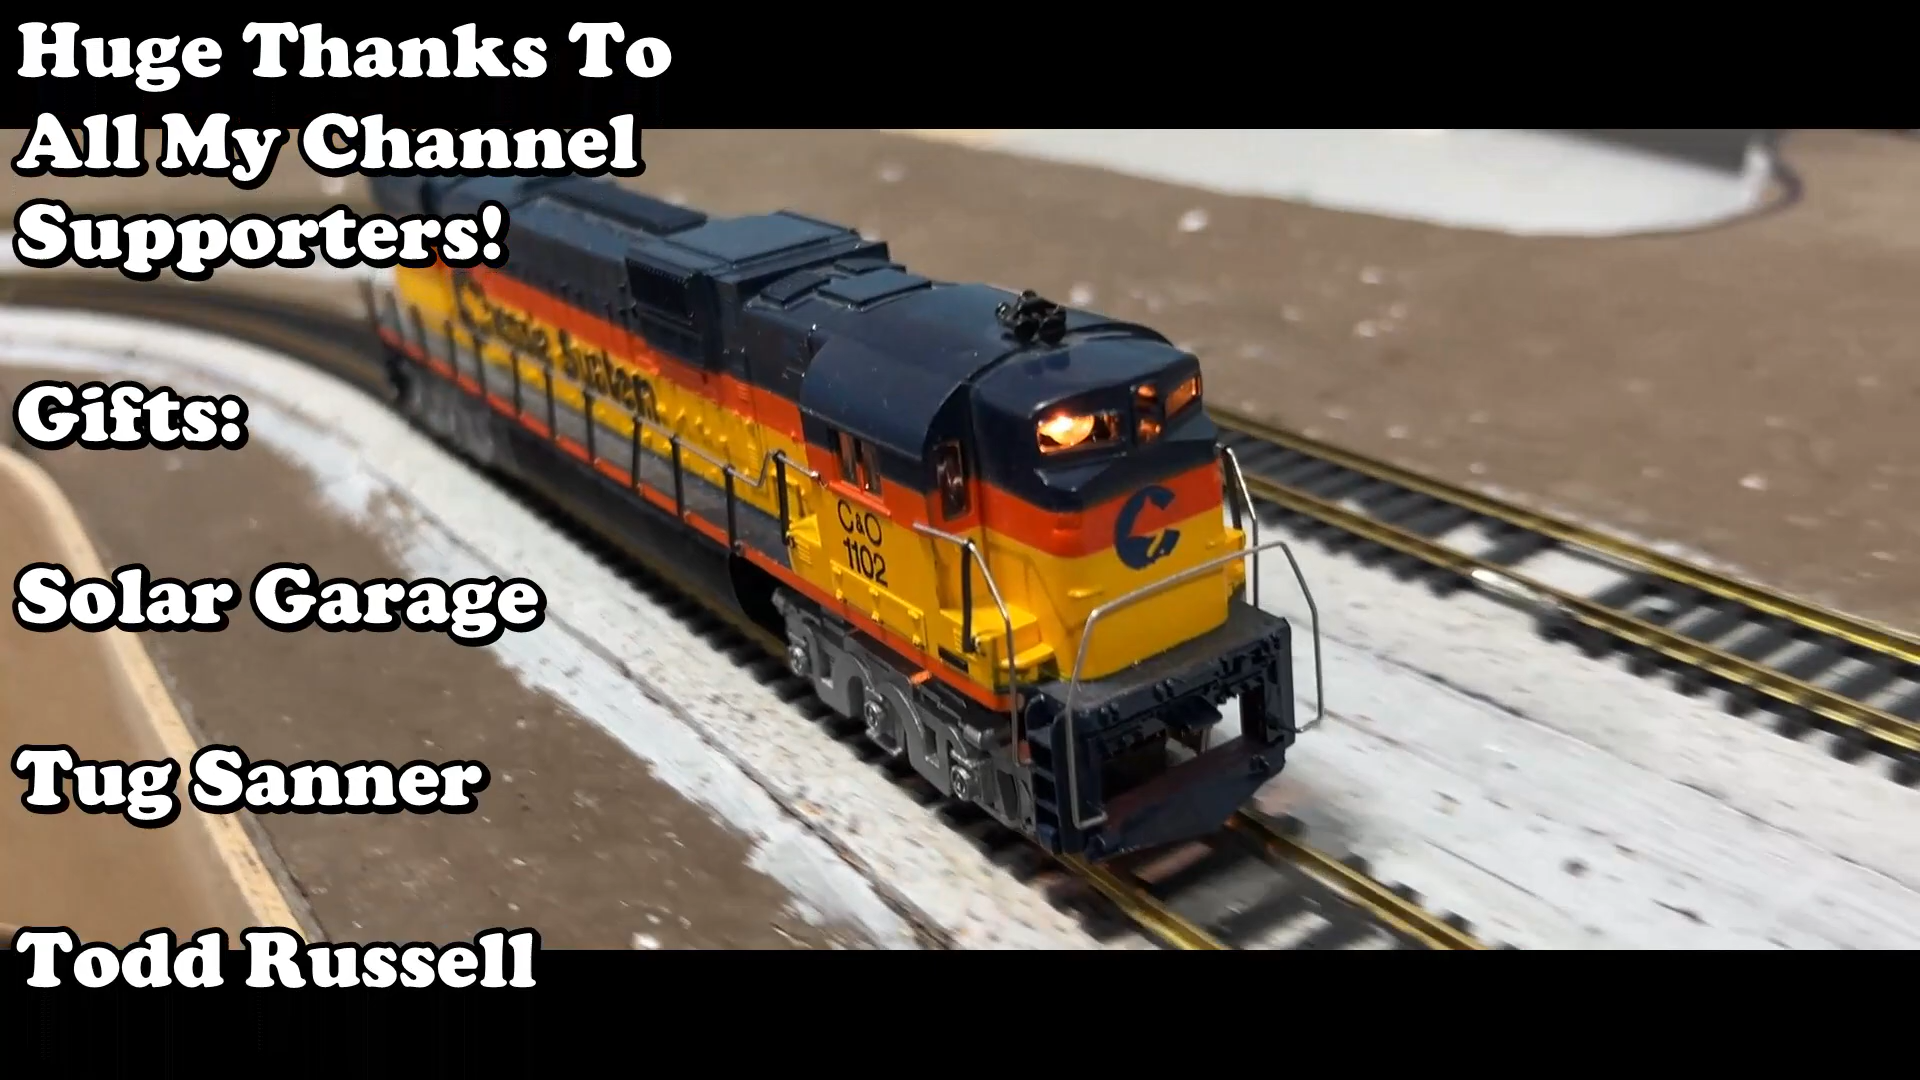 Huge Thanks To
All My Channel
Supporters!
Gifts:
Solar Garage
Tug Sanner
Todd Russell
Chessie System
C&O
1102